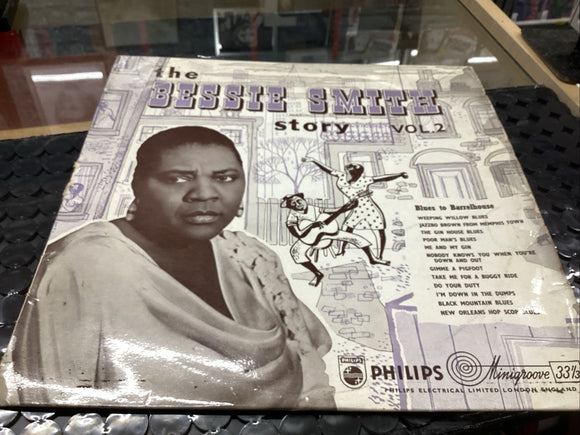 the
BESSIE SMITH
story VOL.2
Blues to Barrelhouse
WEEPING WILLOW BLUES
JAZZBO BROWN FROM MEMPHIS TOWN
THE GIN HOUSE BLUES
POOR MAN'S BLUES
ME AND MY GIN
NOBODY KNOWS YOU WHEN YOU'RE
DOWN AND OUT
GIMME A PIGFOOT
TAKE ME FOR A BUGGY RIDE
DO YOUR DUTY
I'M DOWN IN THE DUMPS
BLACK MOUNTAIN BLUES
NEW ORLEANS HOP SCOP BLUES
PHILIPS
PHILIPS Minigroove 33⅓
PHILIPS ELECTRICAL LIMITED LONDON ENGLAND